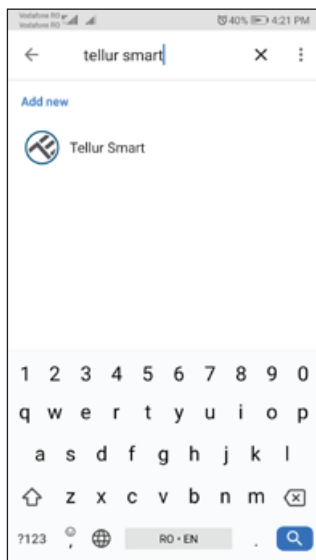 Vodafone RO
Vodafone RO
40% 4:21 PM
tellur smart
Add new
Tellur Smart
1 2 3 4 5 6 7 8 9 0
q w e r t y u i o p
a s d f g h j k l
z x c v b n m
?123 , RO • EN .